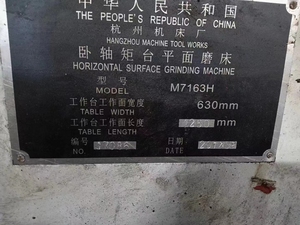 中华人民共和国
THE PEOPLE'S REPUBLIC OF CHINA
杭州机床厂
HANGZHOU MACHINE TOOL WORKS
卧轴矩台平面磨床
HORIZONTAL SURFACE GRINDING MACHINE
型号
MODEL M7163H
工作台工作面宽度
TABLE WIDTH 630mm
工作台工作面长度
TABLE LENGTH mm
编号 日期
NO. DATE